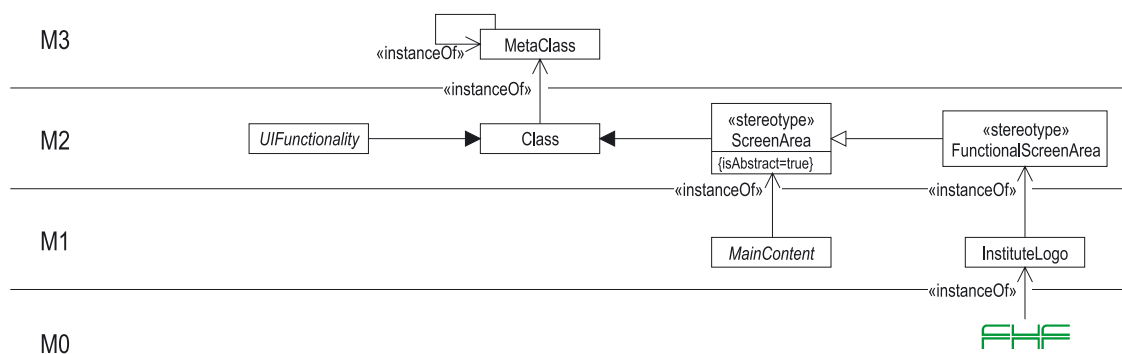 M3
«instanceOf»
MetaClass
«instanceOf»
M2
UIFunctionality
Class
«stereotype»
ScreenArea
{isAbstract=true}
«stereotype»
FunctionalScreenArea
«instanceOf»
«instanceOf»
M1
MainContent
InstituteLogo
«instanceOf»
M0